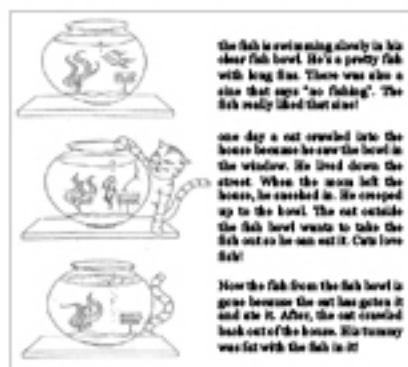 the fish is swimming slowly in his
clear fish bowl. He's a pretty fish
with long fins. There was also a
sine that says "no fishing". The
fish really liked that sine!
one day a cat crawled into the
house because he saw the bowl in
the window. He lived down the
street. When the mom left the
house, he sneaked in. He creeped
up to the bowl. The cat outside
the fish bowl wants to take the
fish out so he can eat it. Cats love
fish!
Now the fish from the fish bowl is
gone because the cat has goten it
and ate it. After, the cat crawled
back out of the house. His tummy
was fat with the fish in it!